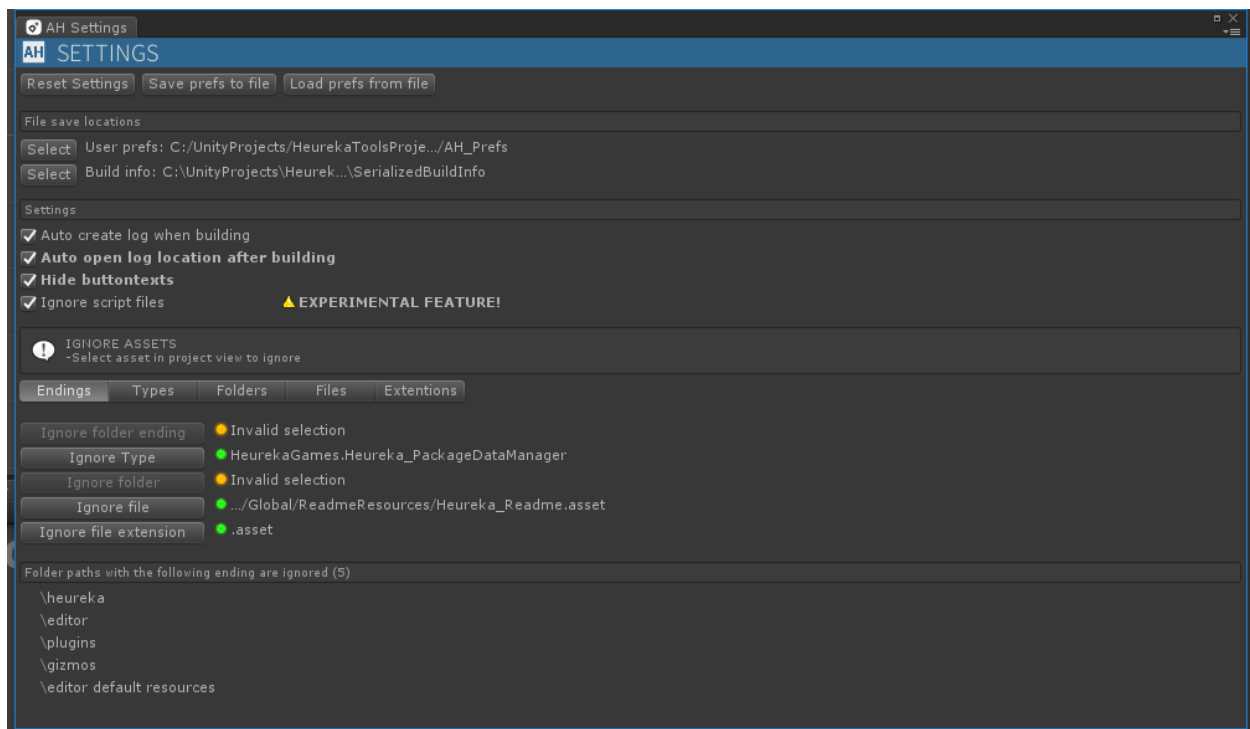 AH Settings
AH SETTINGS
Reset Settings Save prefs to file Load prefs from file
File save locations
Select User prefs: C:/UnityProjects/HeurekaToolsProje.../AH_Prefs
Select Build info: C:\UnityProjects\Heurek...\SerializedBuildInfo
Settings
Auto create log when building
Auto open log location after building
Hide buttontexts
Ignore script files EXPERIMENTAL FEATURE!
IGNORE ASSETS
-Select asset in project view to ignore
Endings Types Folders Files Extentions
Ignore folder ending Invalid selection
Ignore Type HeurekaGames.Heureka_PackageDataManager
Ignore folder Invalid selection
Ignore file .../Global/ReadmeResources/Heureka_Readme.asset
Ignore file extension .asset
Folder paths with the following ending are ignored (5)
\heureka
\editor
\plugins
\gizmos
\editor default resources